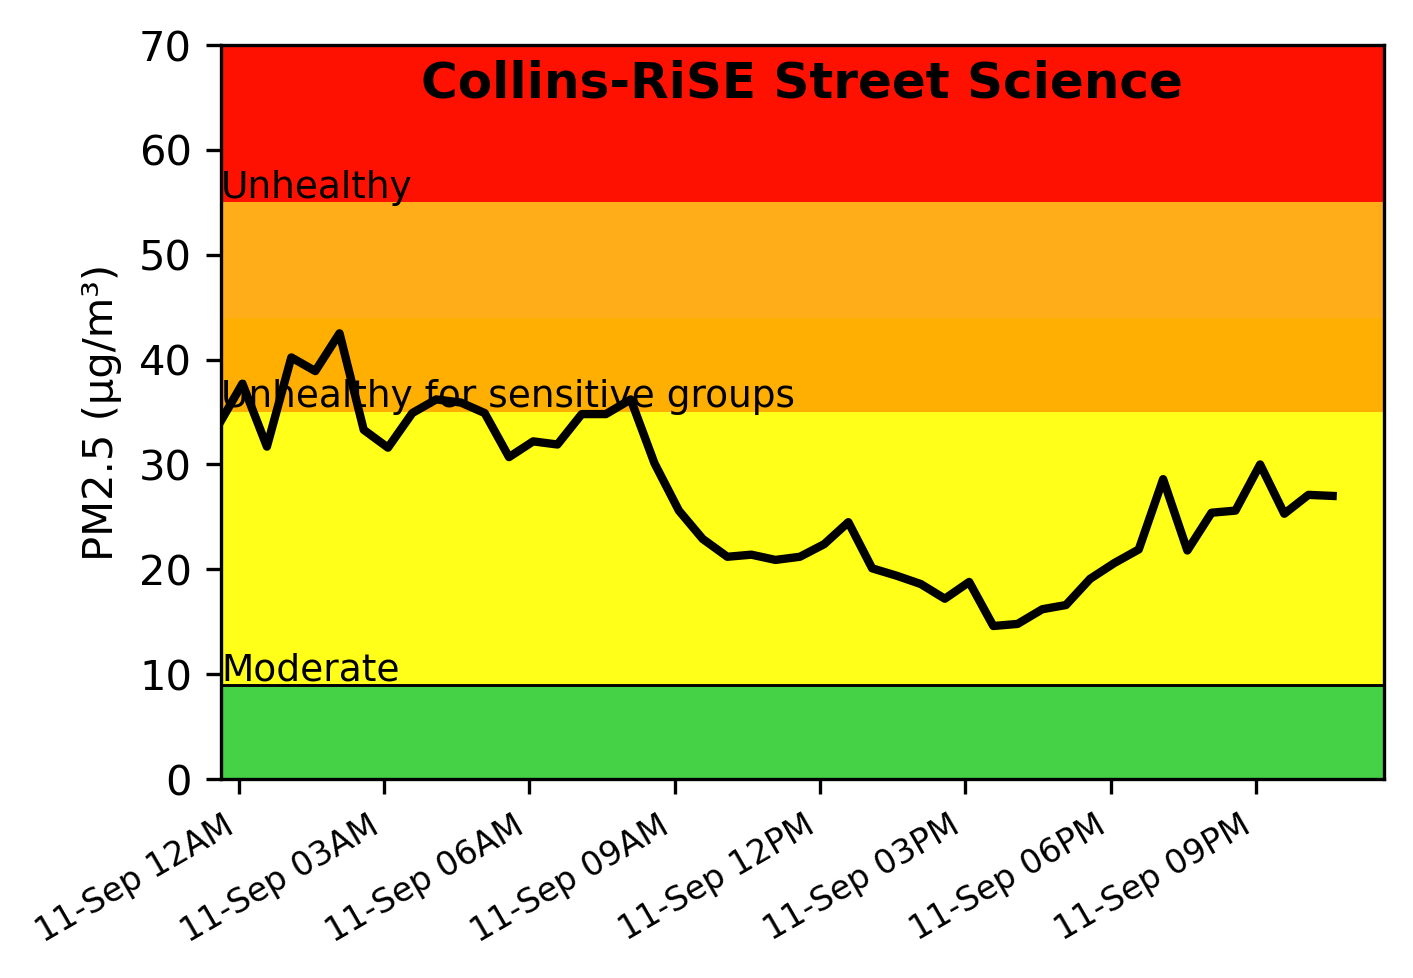 Collins-RiSE Street Science
PM2.5 (µg/m³)
70
60
50
40
30
20
10
0
Unhealthy
Unhealthy for sensitive groups
Moderate
11-Sep 12AM
11-Sep 03AM
11-Sep 06AM
11-Sep 09AM
11-Sep 12PM
11-Sep 03PM
11-Sep 06PM
11-Sep 09PM